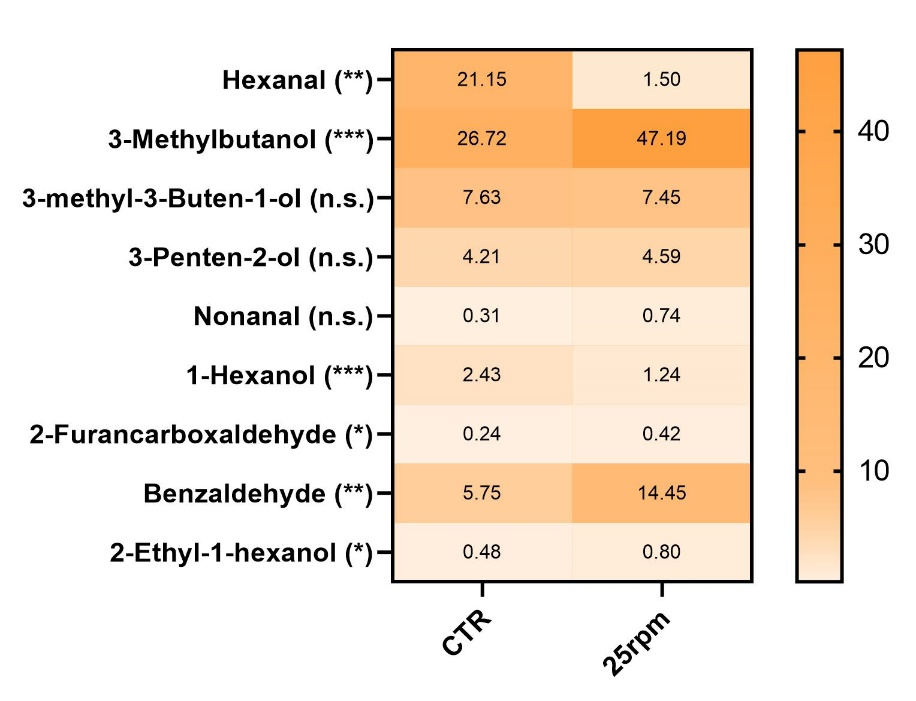 Hexanal (**) 21.15 1.50
3-Methylbutanol (***) 26.72 47.19
3-methyl-3-Buten-1-ol (n.s.) 7.63 7.45
3-Penten-2-ol (n.s.) 4.21 4.59
Nonanal (n.s.) 0.31 0.74
1-Hexanol (***) 2.43 1.24
2-Furancarboxaldehyde (*) 0.24 0.42
Benzaldehyde (**) 5.75 14.45
2-Ethyl-1-hexanol (*) 0.48 0.80
CTR 25rpm
40
30
20
10